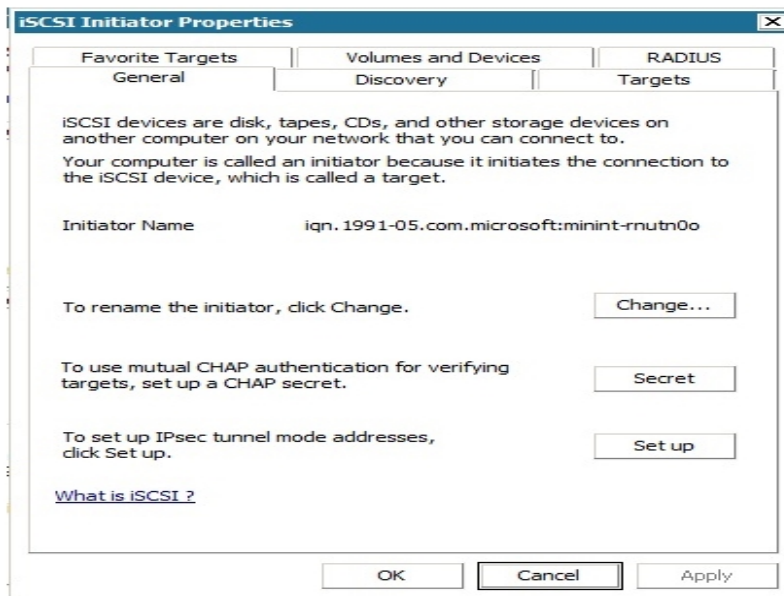 iSCSI Initiator Properties
Favorite Targets
Volumes and Devices
RADIUS
General
Discovery
Targets
iSCSI devices are disk, tapes, CDs, and other storage devices on
another computer on your network that you can connect to.
Your computer is called an initiator because it initiates the connection to
the iSCSI device, which is called a target.
Initiator Name iqn.1991-05.com.microsoft:minint-rnutn0o
To rename the initiator, click Change.
Change...
To use mutual CHAP authentication for verifying
targets, set up a CHAP secret.
Secret
To set up IPsec tunnel mode addresses,
click Set up.
Set up
What is iSCSI ?
OK
Cancel
Apply